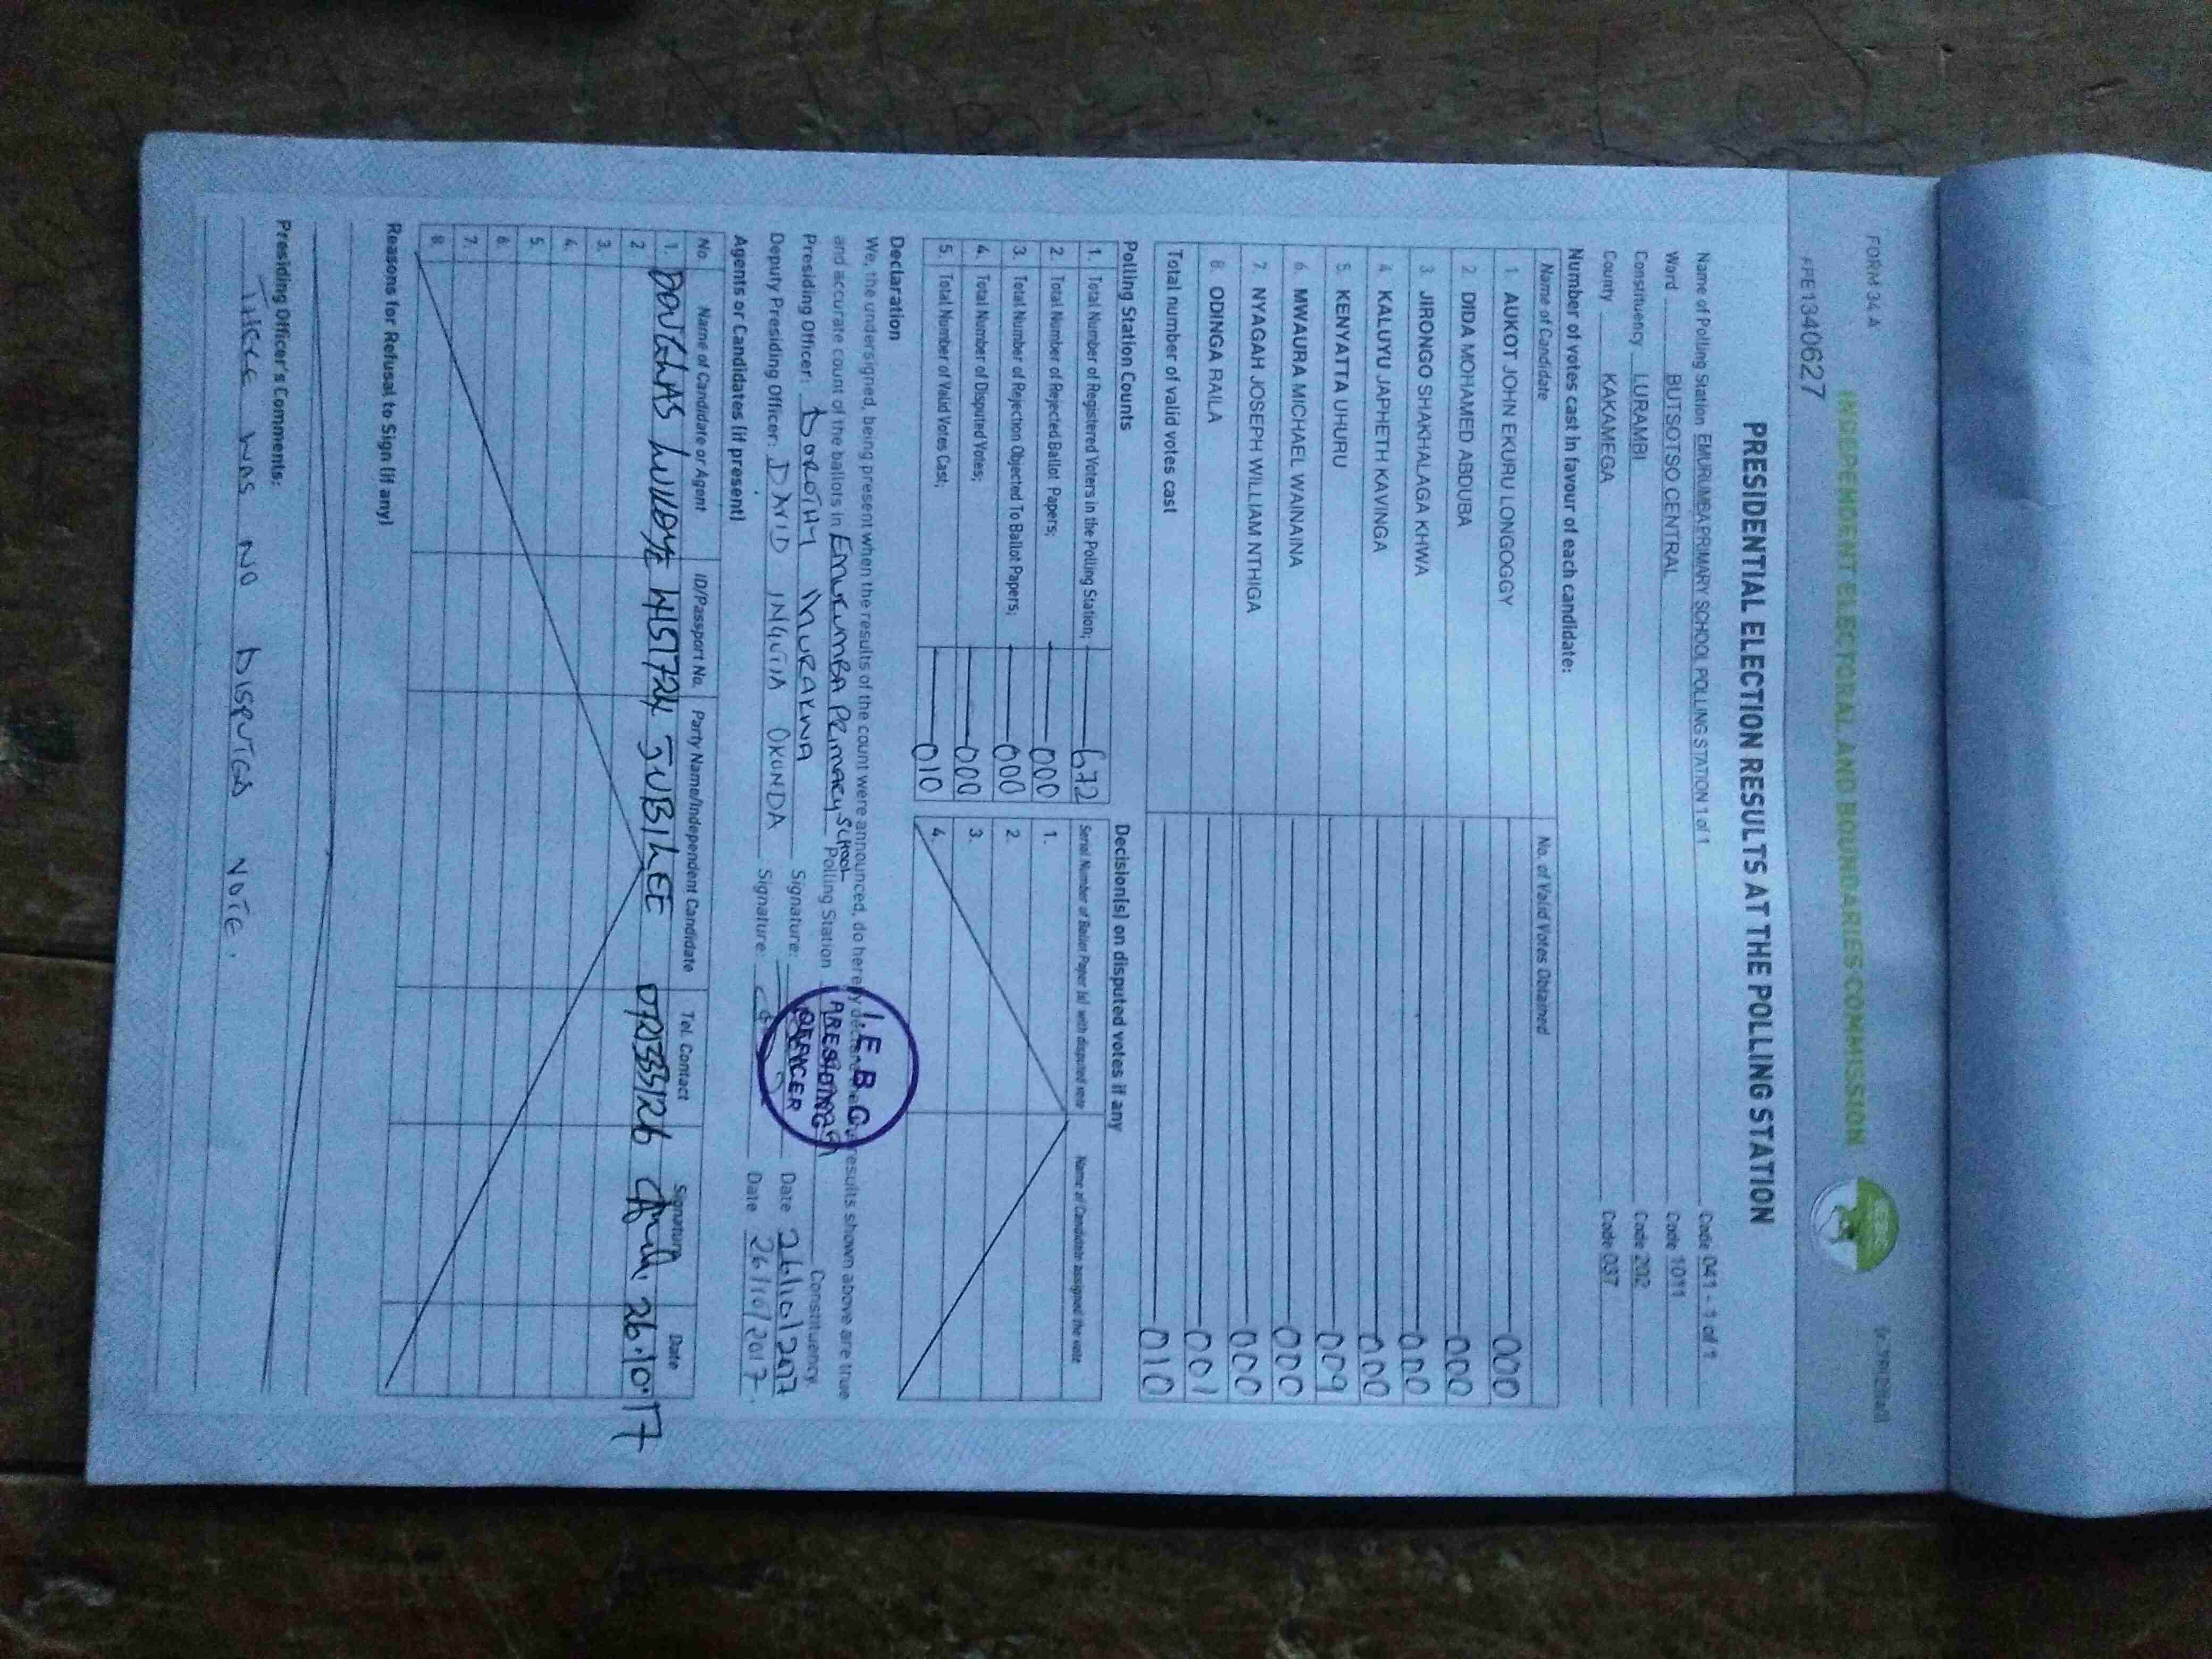 FORM 34 A
INDEPENDENT ELECTORAL AND BOUNDARIES COMMISSION
PRESIDENTIAL ELECTION RESULTS AT THE POLLING STATION
Name of Polling Station EMURUMBA PRIMARY SCHOOL POLLING STATION 1 of 1 Code 041 - 1 of 1
Ward BUTSOTSO CENTRAL Code 1011
Constituency LURAMBI Code 202
County KAKAMEGA Code 037
Number of votes cast in favour of each candidate:
Name of Candidate No. of Valid Votes Obtained
1. AUKOT JOHN EKURU LONGOGGY 000
2. DIDA MOHAMED ABDUBA 000
3. JIRONGO SHAKHALAGA KHWA 000
4. KALUYU JAPHETH KAVINGA 000
5. KENYATTA UHURU 009
6. MWAURA MICHAEL WAINAINA 000
7. NYAGAH JOSEPH WILLIAM NTHIGA 000
8. ODINGA RAILA 001
Total number of valid votes cast 010
Polling Station Counts
1. Total Number of Registered Voters in the Polling Station; 672
2. Total Number of Rejected Ballot Papers; 000
3. Total Number of Rejection Objected To Ballot Papers; 000
4. Total Number of Disputed Votes; 000
5. Total Number of Valid Votes Cast; 010
Decision(s) on disputed votes if any
Serial Number of Ballot Paper (s) with disputed vote Name of Candidate assigned the vote
1.
2.
3.
4.
Declaration
We, the undersigned, being present when the results of the count were announced, do hereby results shown above are true
and accurate count of the ballots in Emurumba Primary School Polling Station Constituency.
Presiding Officer: DOROTHY Signature: Date 26/10/2017
Deputy Presiding Officer: DAVID INGUTIA OKUNDA Signature: Date 26/10/2017.
I.E.B.C.
PRESIDING
OFFICER
Agents or Candidates (if present)
No. Name of Candidate or Agent ID/Passport No. Party Name/Independent Candidate Tel. Contact Signature Date
1. DOUGLAS JUBILEE 26.10.17
2.
3.
4.
5.
6.
7.
8.
Reasons for Refusal to Sign (if any)
Presiding Officer's Comments:
THERE WAS NO DISPUTED VOTE.